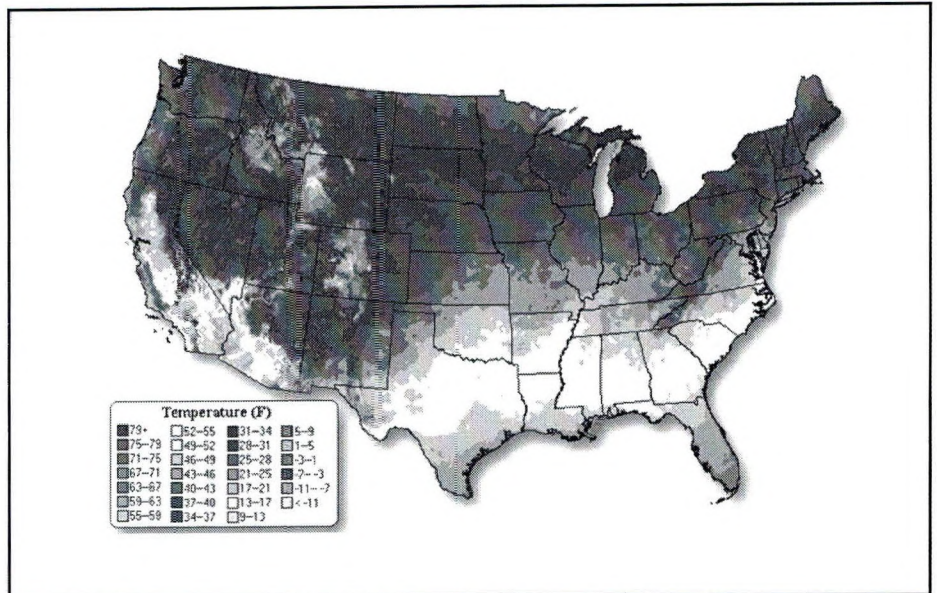 Temperature (F)
79+ 52--55 31--34 5--9
75--79 49--52 28--31 1--5
71--75 46--49 25--28 -3--1
67--71 43--46 21--25 -7---3
63--67 40--43 17--21 -11---7
59--63 37--40 13--17 <-11
55--59 34--37 9--13